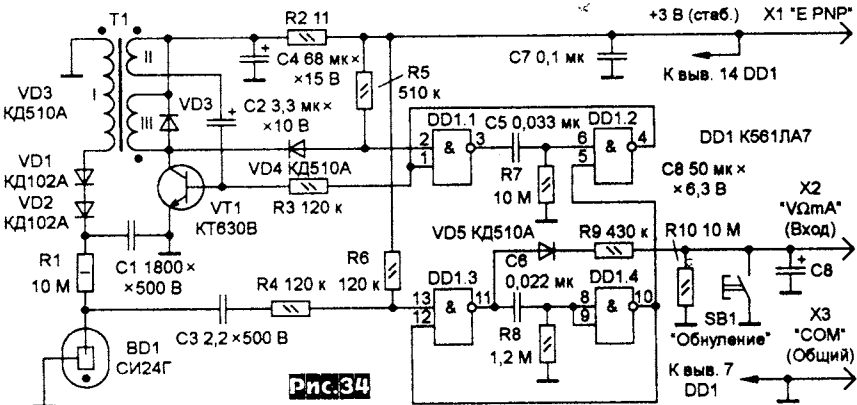 T1
R2 11
+3 В (стаб.)
X1 "E PNP"
II
I
III
C4 68 мк×
×15 В
C7 0,1 мк
К выв. 14 DD1
R5
510 к
VD3
КД510А
VD3
C2 3,3 мк×
×10 В
DD1.1
C5 0,033 мк
DD1.2
DD1 К561ЛА7
2
1
&
3
6
5
&
4
VD1
КД102А
VD2
КД102А
VD4 КД510А
R7
10 М
C8 50 мк×
×6,3 В
X2
"VΩmA"
(Вход)
VT1
КТ630В
R3 120 к
VD5 КД510А
R9 430 к
R10 10 М
R1
10 М
C1 1800×
×500 В
R6
120 к
R4 120 к
DD1.3
C6
0,022 мк
DD1.4
13
12
&
11
8
9
&
10
C8
SB1
"Обнуление"
X3
"COM"
(Общий)
C3 2,2×500 В
R8
1,2 М
BD1
СИ24Г
К выв. 7
DD1
Рис.34